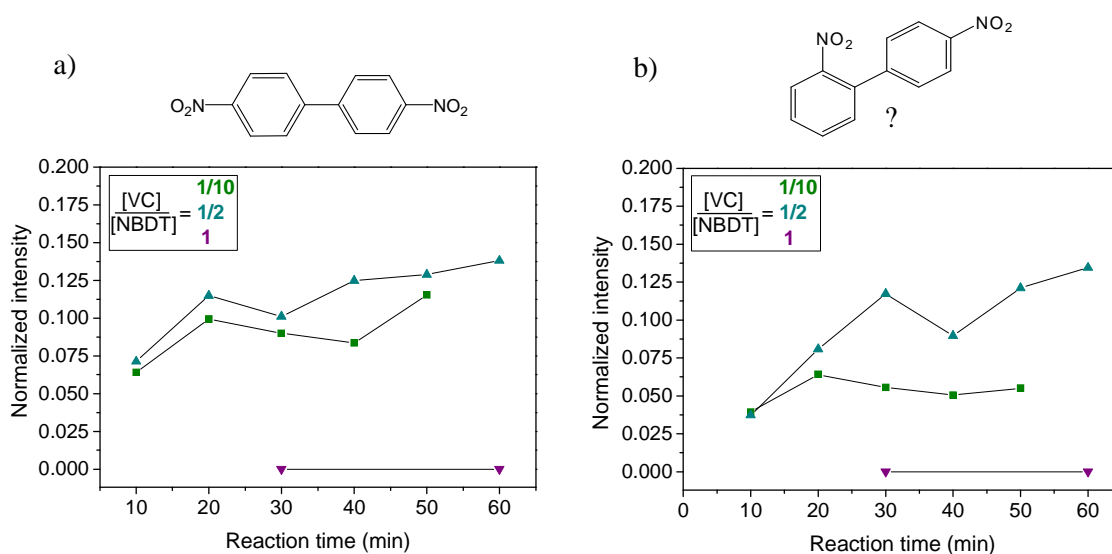 a)
O₂N
NO₂
[VC]
[NBDT]
=
1/10
1/2
1
Normalized intensity
0.200
0.175
0.150
0.125
0.100
0.075
0.050
0.025
0.000
10 20 30 40 50 60
Reaction time (min)
b)
NO₂
NO₂
?
[VC]
[NBDT]
=
1/10
1/2
1
Normalized intensity
0.200
0.175
0.150
0.125
0.100
0.075
0.050
0.025
0.000
0 10 20 30 40 50 60
Reaction time (min)